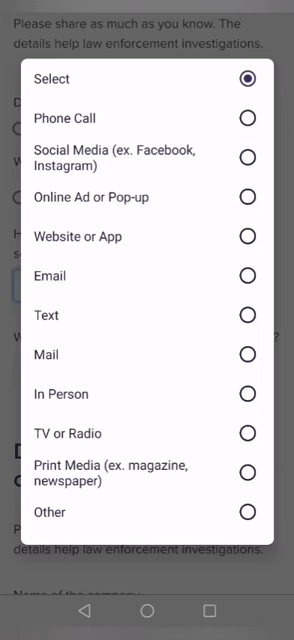 Please share as much as you know. The
details help law enforcement investigations.
Select
Phone Call
Social Media (ex. Facebook,
Instagram)
Online Ad or Pop-up
Website or App
Email
Text
Mail
In Person
TV or Radio
Print Media (ex. magazine,
newspaper)
Other
details help law enforcement investigations.
Name of the company